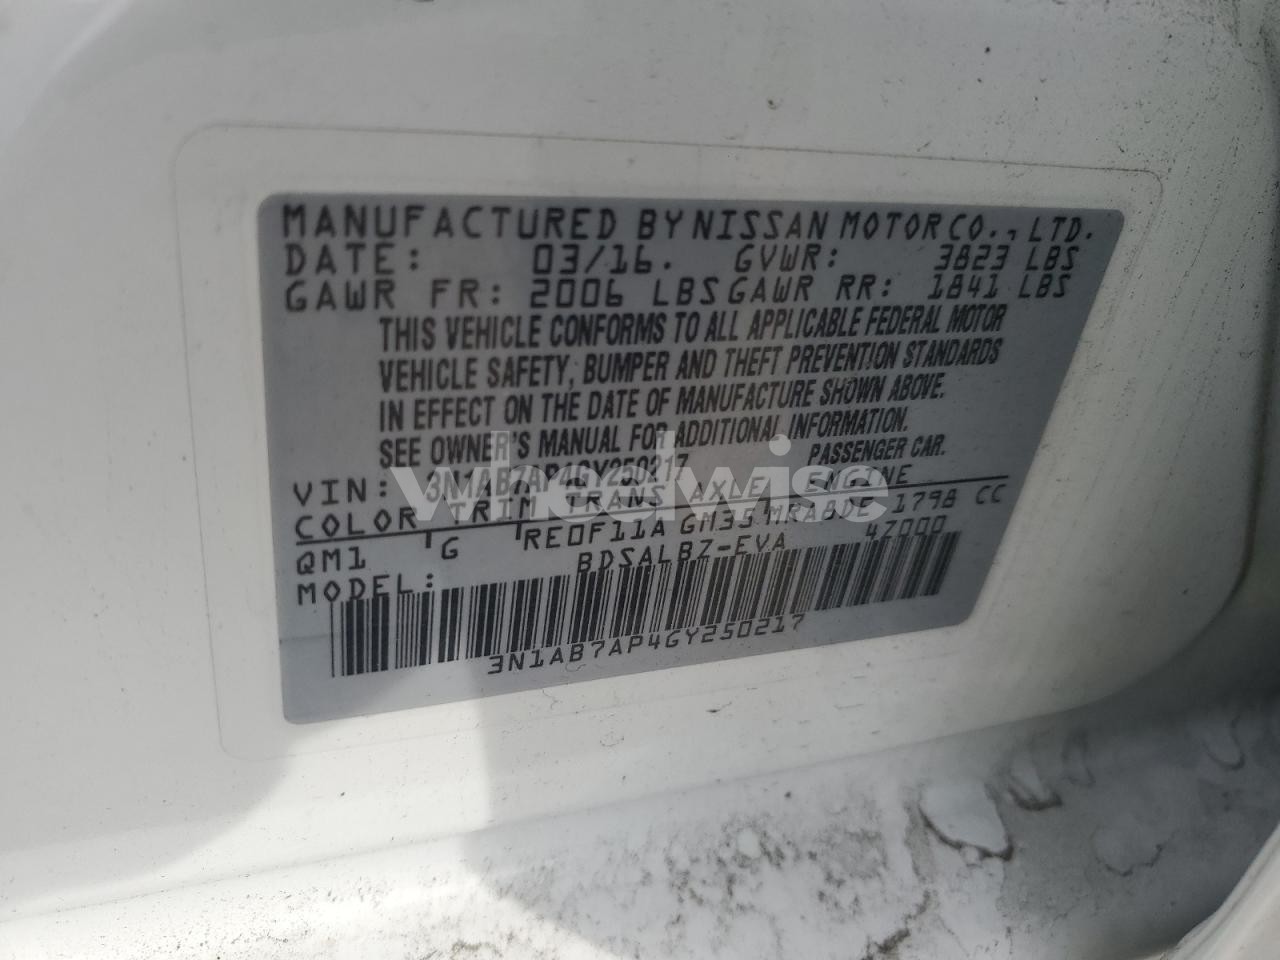 MANUFACTURED BY NISSAN MOTOR CO., LTD.
DATE: 03/16. GVWR: 3823 LBS
GAWR FR: 2006 LBS GAWR RR: 1841 LBS
THIS VEHICLE CONFORMS TO ALL APPLICABLE FEDERAL MOTOR
VEHICLE SAFETY, BUMPER AND THEFT PREVENTION STANDARDS
IN EFFECT ON THE DATE OF MANUFACTURE SHOWN ABOVE.
SEE OWNER'S MANUAL FOR ADDITIONAL INFORMATION.
VIN: 3N1AB7AP4GY250217 PASSENGER CAR.
COLOR TRIM TRANS AXLE ENGINE
QM1 G RE0F11A GM35 MRA8DE 1798 CC
MODEL: BDSALBZ-EVA 4Z000
3N1AB7AP4GY250217
wheelwise